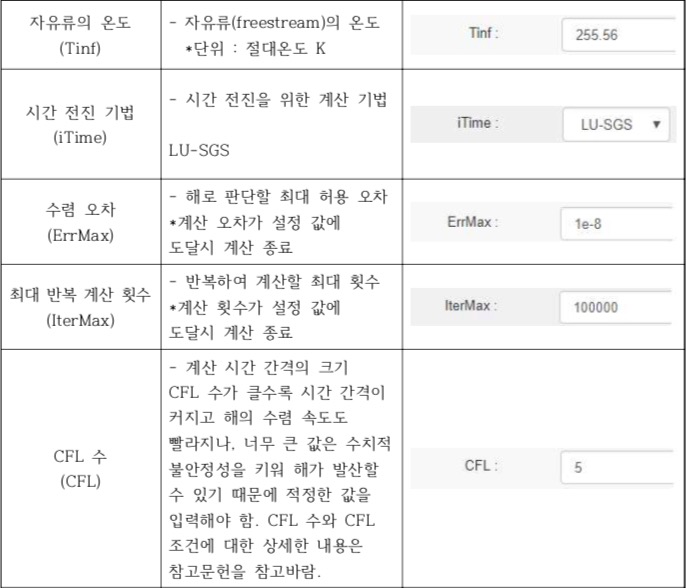 자유류의 온도
(Tinf)
- 자유류(freestream)의 온도
*단위 : 절대온도 K
Tinf :
255.56
시간 전진 기법
(iTime)
- 시간 전진을 위한 계산 기법
LU-SGS
iTime :
LU-SGS
수렴 오차
(ErrMax)
- 해로 판단할 최대 허용 오차
*계산 오차가 설정 값에
도달시 계산 종료
ErrMax :
1e-8
최대 반복 계산 횟수
(IterMax)
- 반복하여 계산할 최대 횟수
*계산 횟수가 설정 값에
도달시 계산 종료
IterMax :
100000
CFL 수
(CFL)
- 계산 시간 간격의 크기
CFL 수가 클수록 시간 간격이
커지고 해의 수렴 속도도
빨라지나, 너무 큰 값은 수치적
불안정성을 키워 해가 발산할
수 있기 때문에 적정한 값을
입력해야 함. CFL 수와 CFL
조건에 대한 상세한 내용은
참고문헌을 참고바람.
CFL :
5